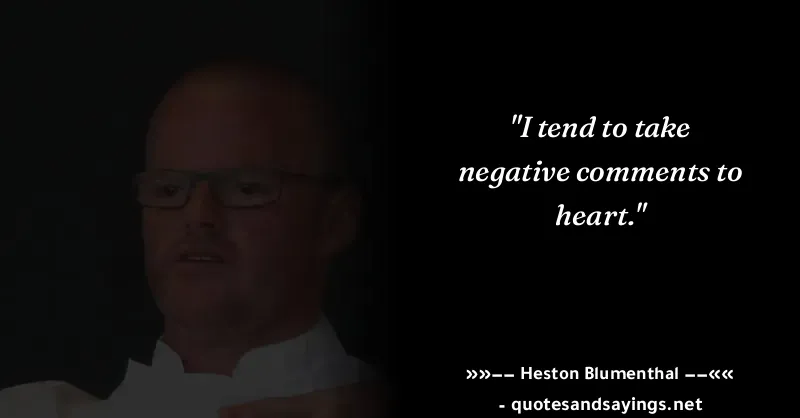 "I tend to take
negative comments to
heart."
»»–– Heston Blumenthal ––««
- quotesandsayings.net